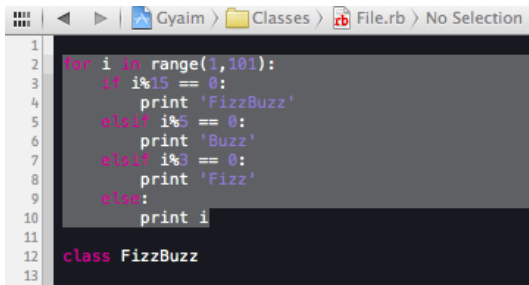 Gyaim 〉 Classes 〉 rb File.rb 〉 No Selection
1
2 for i in range(1,101):
3     if i%15 == 0:
4         print 'FizzBuzz'
5     elsif i%5 == 0:
6         print 'Buzz'
7     elsif i%3 == 0:
8         print 'Fizz'
9     else:
10         print i
11
12 class FizzBuzz
13